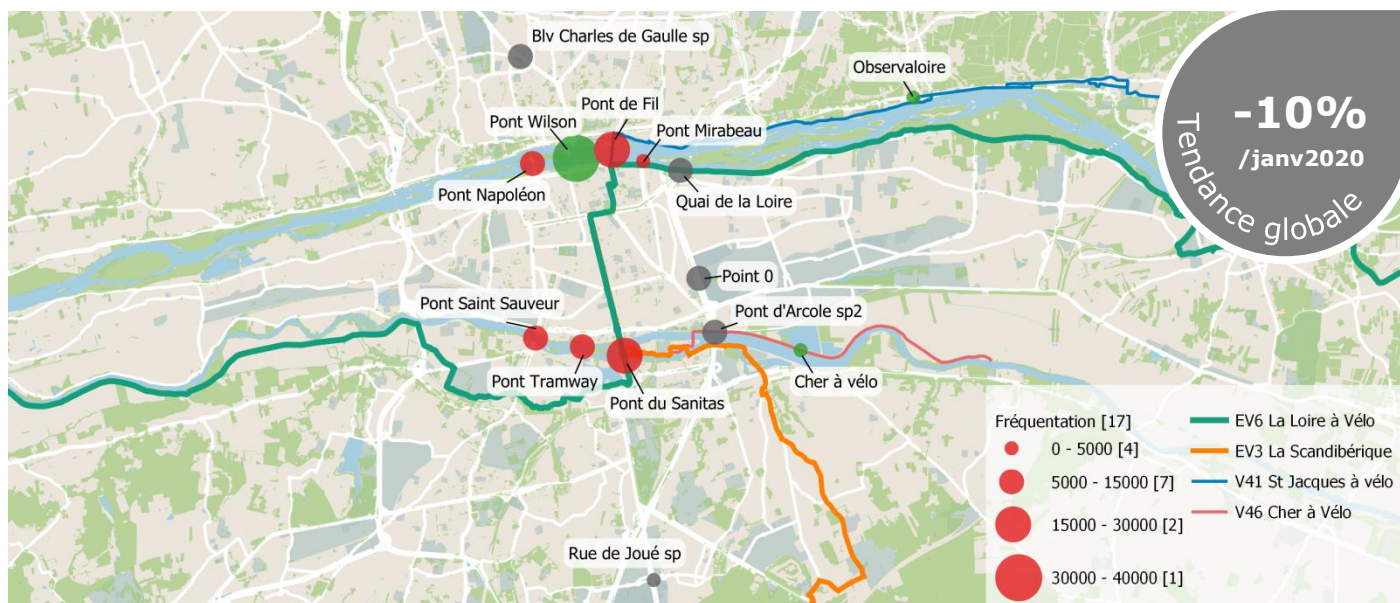 Blv Charles de Gaulle sp
Observaloire
Pont de Fil
Pont Wilson
Pont Mirabeau
Pont Napoléon
Quai de la Loire
Point 0
Pont Saint Sauveur
Pont d'Arcole sp2
Pont Tramway
Cher à vélo
Pont du Sanitas
Rue de Joué sp
-10%
/janv2020
Tendance globale
Fréquentation [17]
0 - 5000 [4]
5000 - 15000 [7]
15000 - 30000 [2]
30000 - 40000 [1]
EV6 La Loire à Vélo
EV3 La Scandibérique
V41 St Jacques à vélo
V46 Cher à Vélo